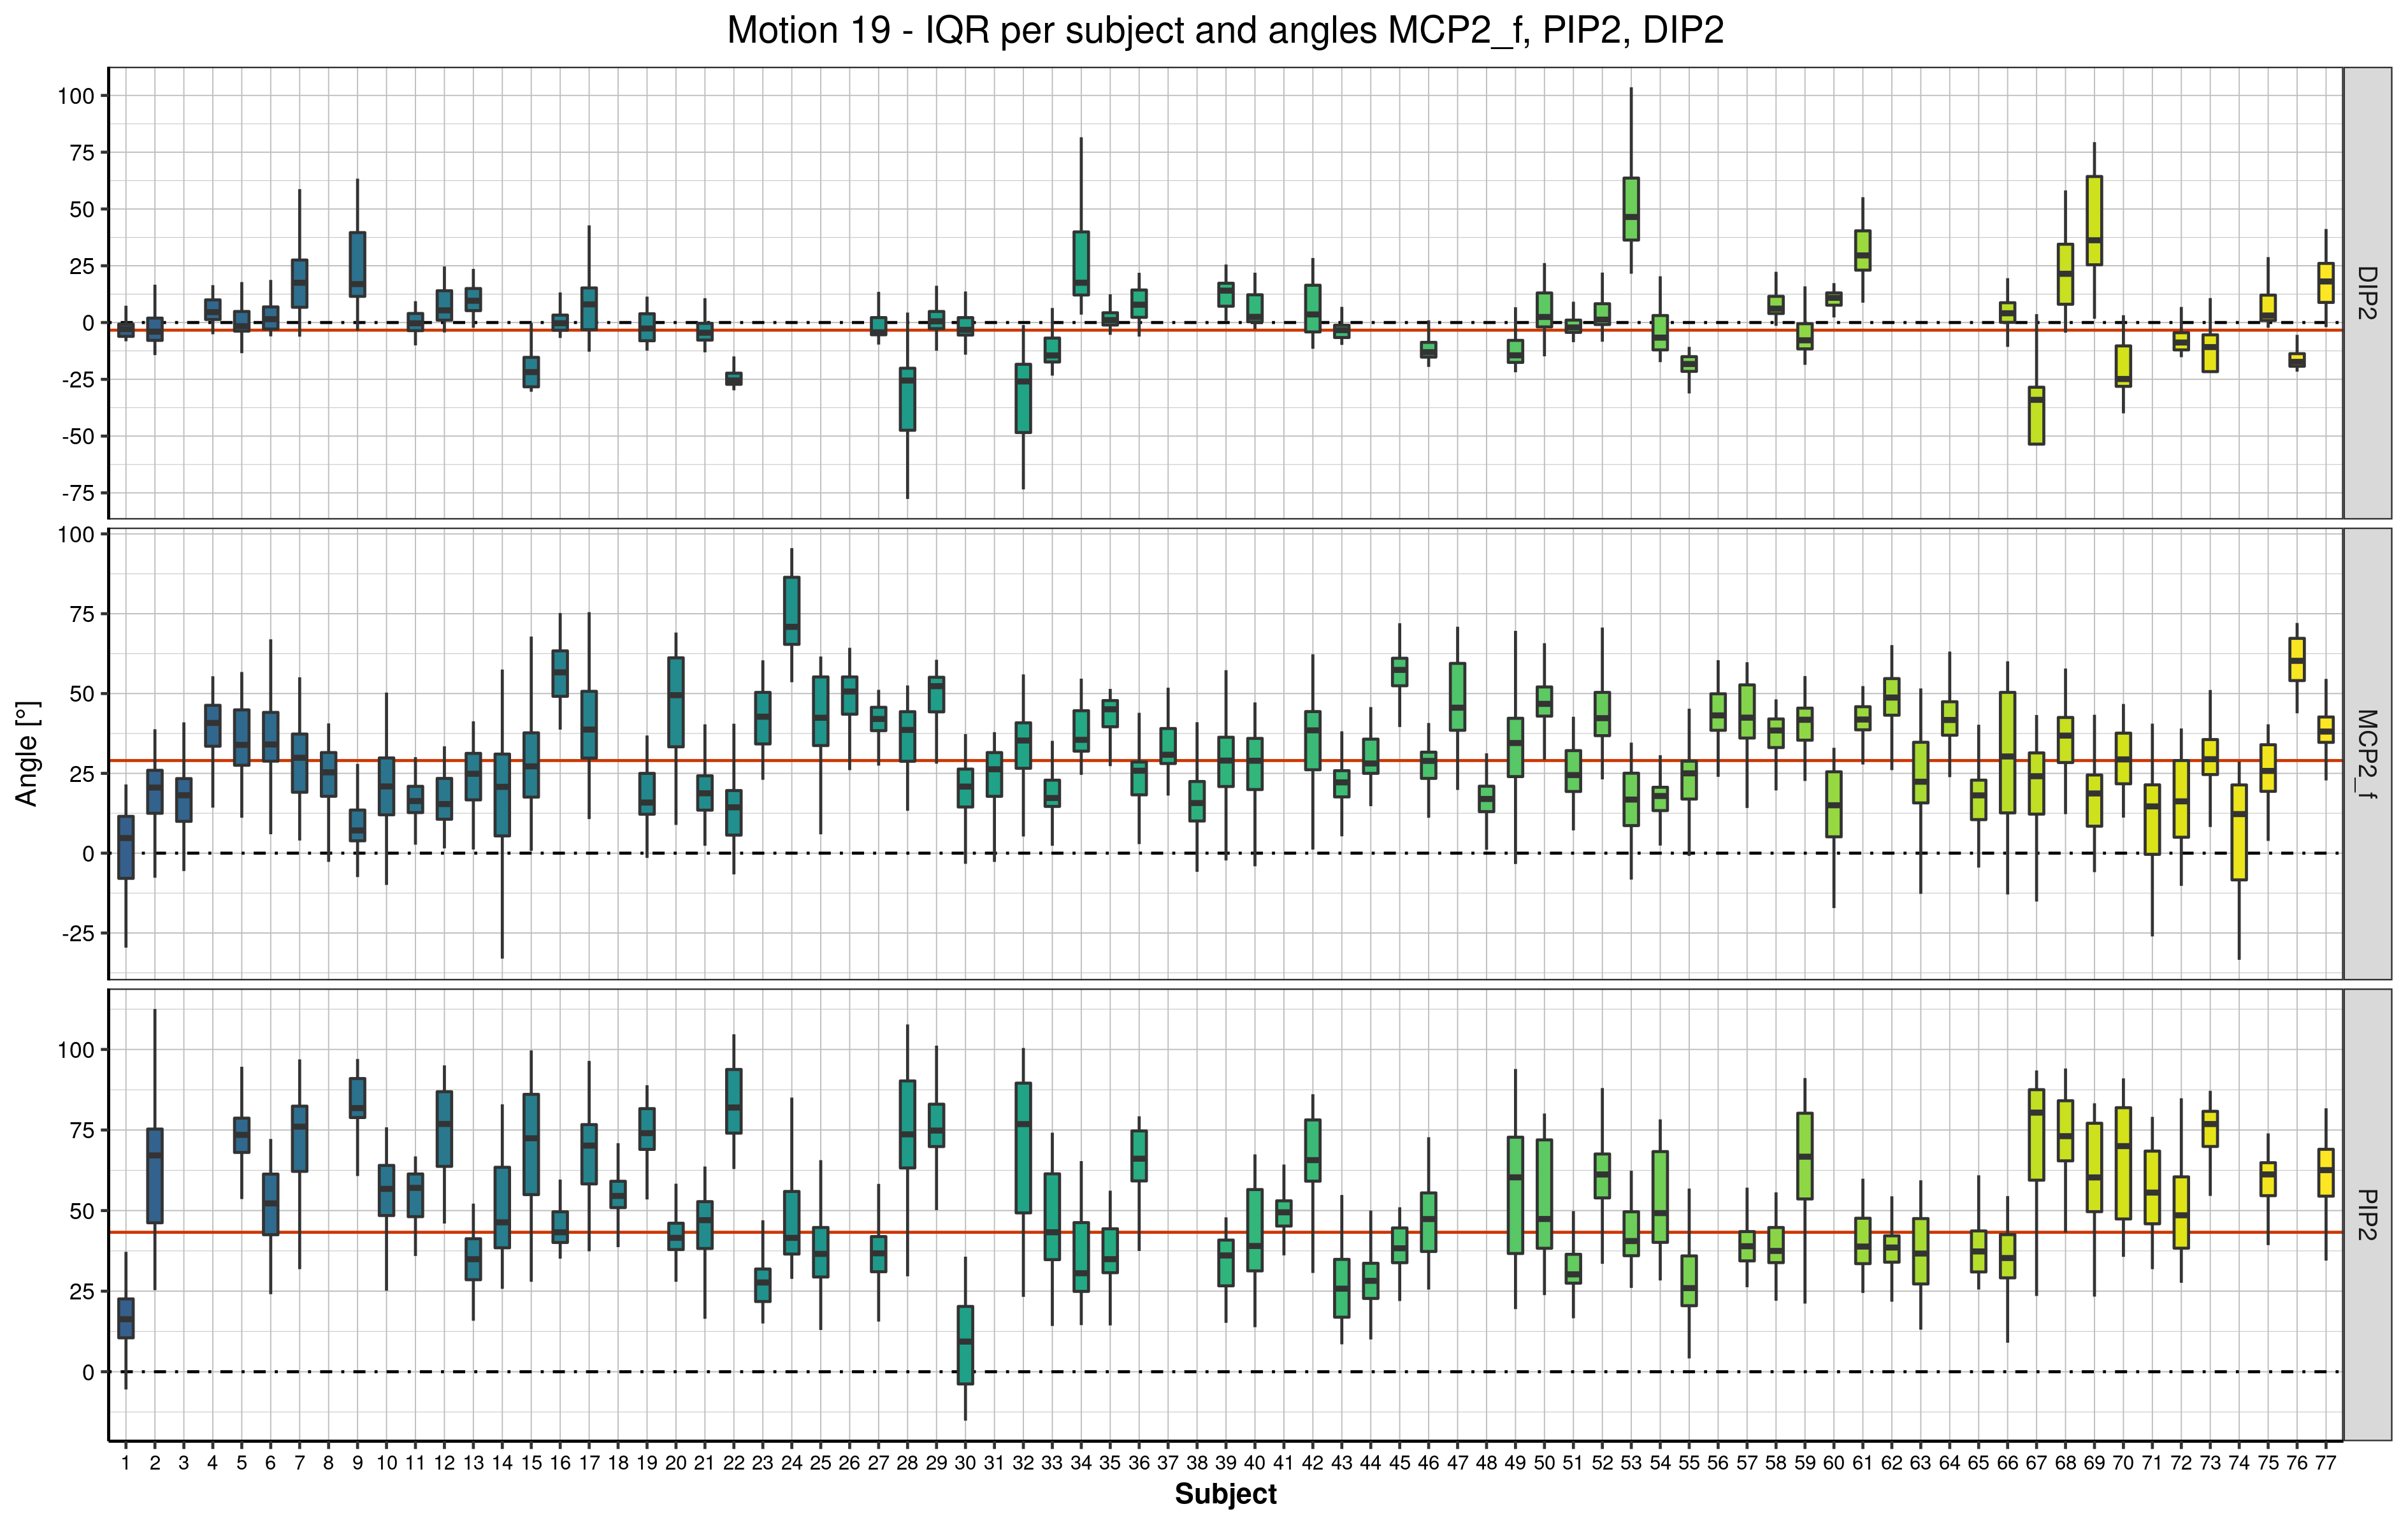 Motion 19 - IQR per subject and angles MCP2_f, PIP2, DIP2
100
75
50
25
0
-25
-50
-75
DIP2
100
75
50
25
0
-25
MCP2_f
Angle [°]
100
75
50
25
0
PIP2
1 2 3 4 5 6 7 8 9 10 11 12 13 14 15 16 17 18 19 20 21 22 23 24 25 26 27 28 29 30 31 32 33 34 35 36 37 38 39 40 41 42 43 44 45 46 47 48 49 50 51 52 53 54 55 56 57 58 59 60 61 62 63 64 65 66 67 68 69 70 71 72 73 74 75 76 77
Subject